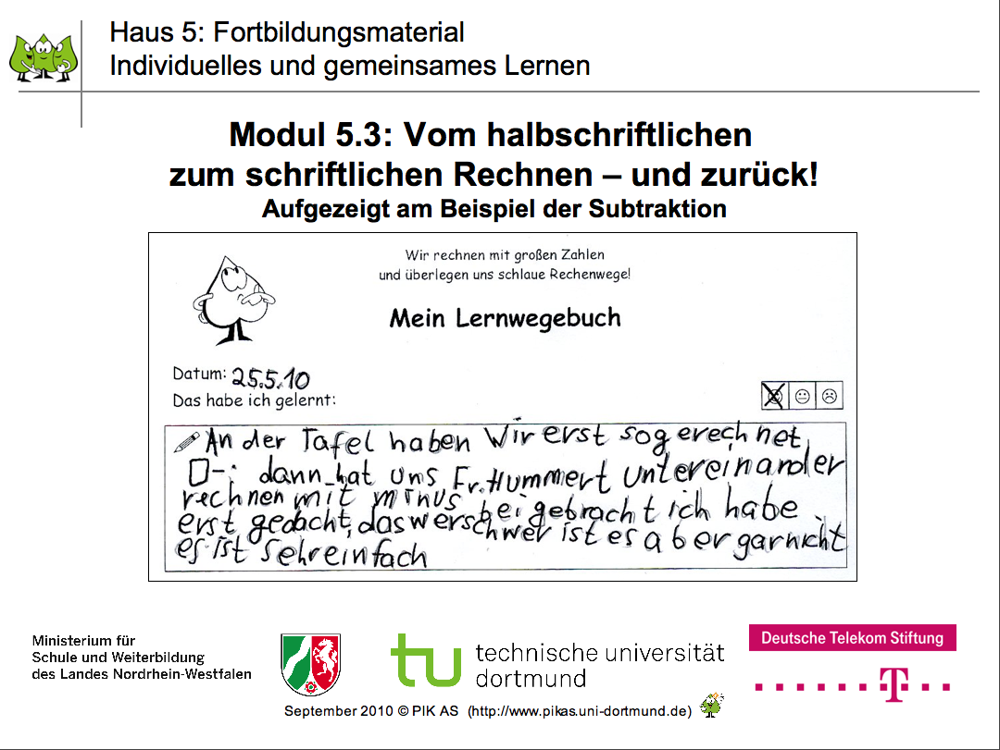 Haus 5: Fortbildungsmaterial
Individuelles und gemeinsames Lernen
Modul 5.3: Vom halbschriftlichen
zum schriftlichen Rechnen – und zurück!
Aufgezeigt am Beispiel der Subtraktion
Wir rechnen mit großen Zahlen
und überlegen uns schlaue Rechenwege!
Mein Lernwegebuch
Datum: 25.5.10
Das habe ich gelernt:
An der Tafel haben Wir erst so gerechnet,
□-: dann hat uns Fr. Hummert Untereinander
rechnen mit minus bei gebracht ich habe
erst gedacht, das wer schwer ist es aber garnicht
es ist sehr einfach
Ministerium für
Schule und Weiterbildung
des Landes Nordrhein-Westfalen
tu technische universität
dortmund
Deutsche Telekom Stiftung
T
September 2010 © PIK AS (http://www.pikas.uni-dortmund.de)